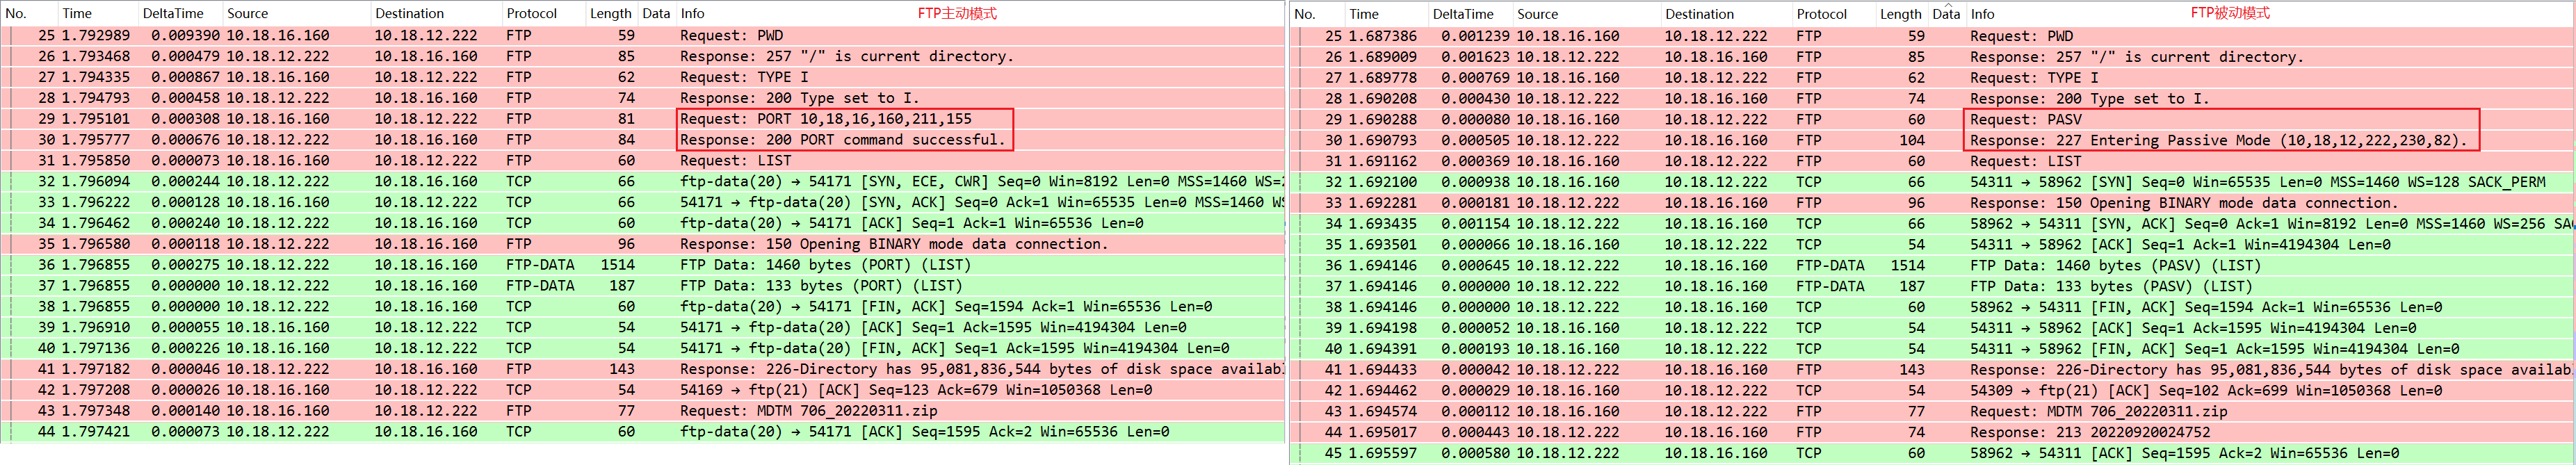 No. Time DeltaTime Source Destination Protocol Length Data Info FTP主动模式
25 1.792989 0.009390 10.18.16.160 10.18.12.222 FTP 59 Request: PWD
26 1.793468 0.000479 10.18.12.222 10.18.16.160 FTP 85 Response: 257 "/" is current directory.
27 1.794335 0.000867 10.18.16.160 10.18.12.222 FTP 62 Request: TYPE I
28 1.794793 0.000458 10.18.12.222 10.18.16.160 FTP 74 Response: 200 Type set to I.
29 1.795101 0.000308 10.18.16.160 10.18.12.222 FTP 81 Request: PORT 10,18,16,160,211,155
30 1.795777 0.000676 10.18.12.222 10.18.16.160 FTP 84 Response: 200 PORT command successful.
31 1.795850 0.000073 10.18.16.160 10.18.12.222 FTP 60 Request: LIST
32 1.796094 0.000244 10.18.12.222 10.18.16.160 TCP 66 ftp-data(20) → 54171 [SYN, ECE, CWR] Seq=0 Win=8192 Len=0 MSS=1460 WS=2
33 1.796222 0.000128 10.18.16.160 10.18.12.222 TCP 66 54171 → ftp-data(20) [SYN, ACK] Seq=0 Ack=1 Win=65535 Len=0 MSS=1460 WS
34 1.796462 0.000240 10.18.12.222 10.18.16.160 TCP 60 ftp-data(20) → 54171 [ACK] Seq=1 Ack=1 Win=65536 Len=0
35 1.796580 0.000118 10.18.12.222 10.18.16.160 FTP 96 Response: 150 Opening BINARY mode data connection.
36 1.796855 0.000275 10.18.12.222 10.18.16.160 FTP-DATA 1514 FTP Data: 1460 bytes (PORT) (LIST)
37 1.796855 0.000000 10.18.12.222 10.18.16.160 FTP-DATA 187 FTP Data: 133 bytes (PORT) (LIST)
38 1.796855 0.000000 10.18.12.222 10.18.16.160 TCP 60 ftp-data(20) → 54171 [FIN, ACK] Seq=1594 Ack=1 Win=65536 Len=0
39 1.796910 0.000055 10.18.16.160 10.18.12.222 TCP 54 54171 → ftp-data(20) [ACK] Seq=1 Ack=1595 Win=4194304 Len=0
40 1.797136 0.000226 10.18.16.160 10.18.12.222 TCP 54 54171 → ftp-data(20) [FIN, ACK] Seq=1 Ack=1595 Win=4194304 Len=0
41 1.797182 0.000046 10.18.12.222 10.18.16.160 FTP 143 Response: 226-Directory has 95,081,836,544 bytes of disk space availabl
42 1.797208 0.000026 10.18.16.160 10.18.12.222 TCP 54 54169 → ftp(21) [ACK] Seq=123 Ack=679 Win=1050368 Len=0
43 1.797348 0.000140 10.18.16.160 10.18.12.222 FTP 77 Request: MDTM 706_20220311.zip
44 1.797421 0.000073 10.18.12.222 10.18.16.160 TCP 60 ftp-data(20) → 54171 [ACK] Seq=1595 Ack=2 Win=65536 Len=0
No. Time DeltaTime Source Destination Protocol Length Data Info FTP被动模式
25 1.687386 0.001239 10.18.16.160 10.18.12.222 FTP 59 Request: PWD
26 1.689009 0.001623 10.18.12.222 10.18.16.160 FTP 85 Response: 257 "/" is current directory.
27 1.689778 0.000769 10.18.16.160 10.18.12.222 FTP 62 Request: TYPE I
28 1.690208 0.000430 10.18.12.222 10.18.16.160 FTP 74 Response: 200 Type set to I.
29 1.690288 0.000080 10.18.16.160 10.18.12.222 FTP 60 Request: PASV
30 1.690793 0.000505 10.18.12.222 10.18.16.160 FTP 104 Response: 227 Entering Passive Mode (10,18,12,222,230,82).
31 1.691162 0.000369 10.18.16.160 10.18.12.222 FTP 60 Request: LIST
32 1.692100 0.000938 10.18.16.160 10.18.12.222 TCP 66 54311 → 58962 [SYN] Seq=0 Win=65535 Len=0 MSS=1460 WS=128 SACK_PERM
33 1.692281 0.000181 10.18.12.222 10.18.16.160 FTP 96 Response: 150 Opening BINARY mode data connection.
34 1.693435 0.001154 10.18.12.222 10.18.16.160 TCP 66 58962 → 54311 [SYN, ACK] Seq=0 Ack=1 Win=8192 Len=0 MSS=1460 WS=256 SA
35 1.693501 0.000066 10.18.16.160 10.18.12.222 TCP 54 54311 → 58962 [ACK] Seq=1 Ack=1 Win=4194304 Len=0
36 1.694146 0.000645 10.18.12.222 10.18.16.160 FTP-DATA 1514 FTP Data: 1460 bytes (PASV) (LIST)
37 1.694146 0.000000 10.18.12.222 10.18.16.160 FTP-DATA 187 FTP Data: 133 bytes (PASV) (LIST)
38 1.694146 0.000000 10.18.12.222 10.18.16.160 TCP 60 58962 → 54311 [FIN, ACK] Seq=1594 Ack=1 Win=65536 Len=0
39 1.694198 0.000052 10.18.16.160 10.18.12.222 TCP 54 54311 → 58962 [ACK] Seq=1 Ack=1595 Win=4194304 Len=0
40 1.694391 0.000193 10.18.16.160 10.18.12.222 TCP 54 54311 → 58962 [FIN, ACK] Seq=1 Ack=1595 Win=4194304 Len=0
41 1.694433 0.000042 10.18.12.222 10.18.16.160 FTP 143 Response: 226-Directory has 95,081,836,544 bytes of disk space availab
42 1.694462 0.000029 10.18.16.160 10.18.12.222 TCP 54 54309 → ftp(21) [ACK] Seq=102 Ack=699 Win=1050368 Len=0
43 1.694574 0.000112 10.18.16.160 10.18.12.222 FTP 77 Request: MDTM 706_20220311.zip
44 1.695017 0.000443 10.18.12.222 10.18.16.160 FTP 74 Response: 213 20220920024752
45 1.695597 0.000580 10.18.12.222 10.18.16.160 TCP 60 58962 → 54311 [ACK] Seq=1595 Ack=2 Win=65536 Len=0